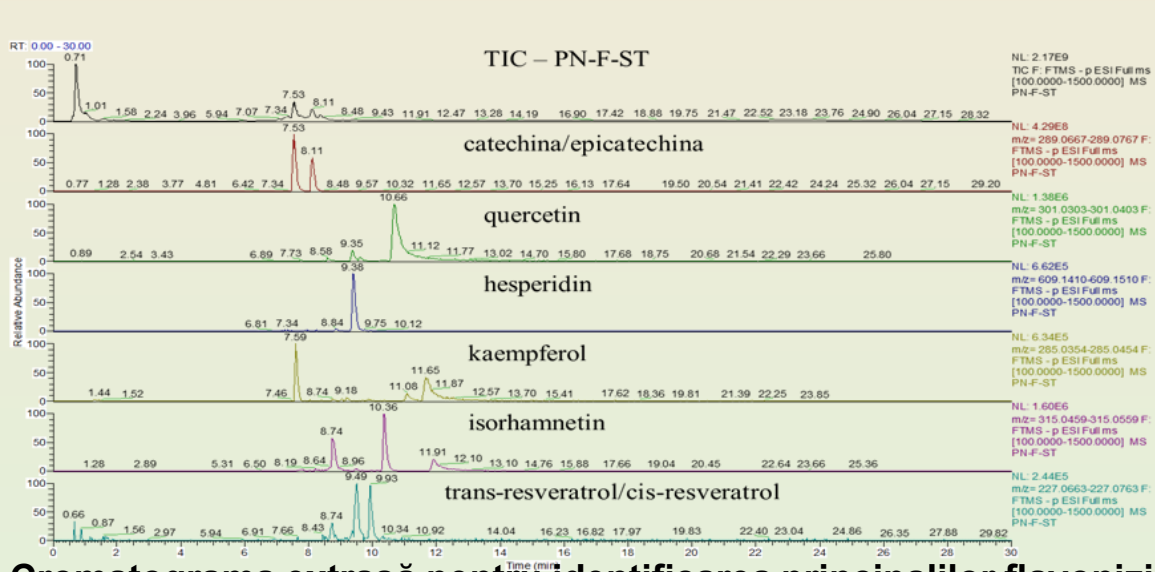 RT: 0.00 - 30.00
TIC – PN-F-ST
0.71
100
50
0
1.01 1.58 2.24 3.96 5.94 7.07 7.34 7.53 8.11 8.48 9.43 11.91 12.47 13.28 14.19 16.90 17.42 18.88 19.75 21.47 22.52 23.18 23.76 24.90 26.04 27.15 28.32
NL: 2.17E9
TIC F: FTMS - p ESI Full ms
[100.0000-1500.0000] MS
PN-F-ST
catechina/epicatechina
100
50
0
7.53
8.11
0.77 1.28 2.38 3.77 4.81 6.42 7.34 8.48 9.57 10.32 11.65 12.57 13.70 15.25 16.13 17.64 19.50 20.54 21.41 22.42 24.24 25.32 26.04 27.15 29.20
NL: 4.29E8
m/z= 289.0667-289.0767 F:
FTMS - p ESI Full ms
[100.0000-1500.0000] MS
PN-F-ST
quercetin
100
50
0
10.66
0.89 2.54 3.43 6.89 7.73 8.58 9.35 11.12 11.77 13.02 14.70 15.80 17.68 18.75 20.68 21.54 22.29 23.66 25.80
NL: 1.38E6
m/z= 301.0303-301.0403 F:
FTMS - p ESI Full ms
[100.0000-1500.0000] MS
PN-F-ST
Relative Abundance
hesperidin
100
50
0
9.38
6.81 7.34 8.84 9.75 10.12
NL: 6.62E5
m/z= 609.1410-609.1510 F:
FTMS - p ESI Full ms
[100.0000-1500.0000] MS
PN-F-ST
kaempferol
100
50
0
7.59
1.44 1.52 7.46 8.74 9.18 11.08 11.65 11.87 12.57 13.70 15.41 17.62 18.36 19.81 21.39 22.25 23.85
NL: 6.34E5
m/z= 285.0354-285.0454 F:
FTMS - p ESI Full ms
[100.0000-1500.0000] MS
PN-F-ST
isorhamnetin
100
50
0
10.36
1.28 2.89 5.31 6.50 8.19 8.64 8.74 8.96 11.91 12.10 13.10 14.76 15.88 17.66 19.04 20.45 22.64 23.66 25.36
NL: 1.60E6
m/z= 315.0459-315.0559 F:
FTMS - p ESI Full ms
[100.0000-1500.0000] MS
PN-F-ST
trans-resveratrol/cis-resveratrol
100
50
0
9.49 9.93
0.66 0.87 1.56 2.97 5.94 6.91 7.66 8.43 8.74 10.34 10.92 14.04 16.23 16.82 17.97 19.83 22.40 23.04 24.86 26.35 27.88 29.82
NL: 2.44E5
m/z= 227.0663-227.0763 F:
FTMS - p ESI Full ms
[100.0000-1500.0000] MS
PN-F-ST
0 2 4 6 8 10 12 14 16 18 20 22 24 26 28 30
Time (min)